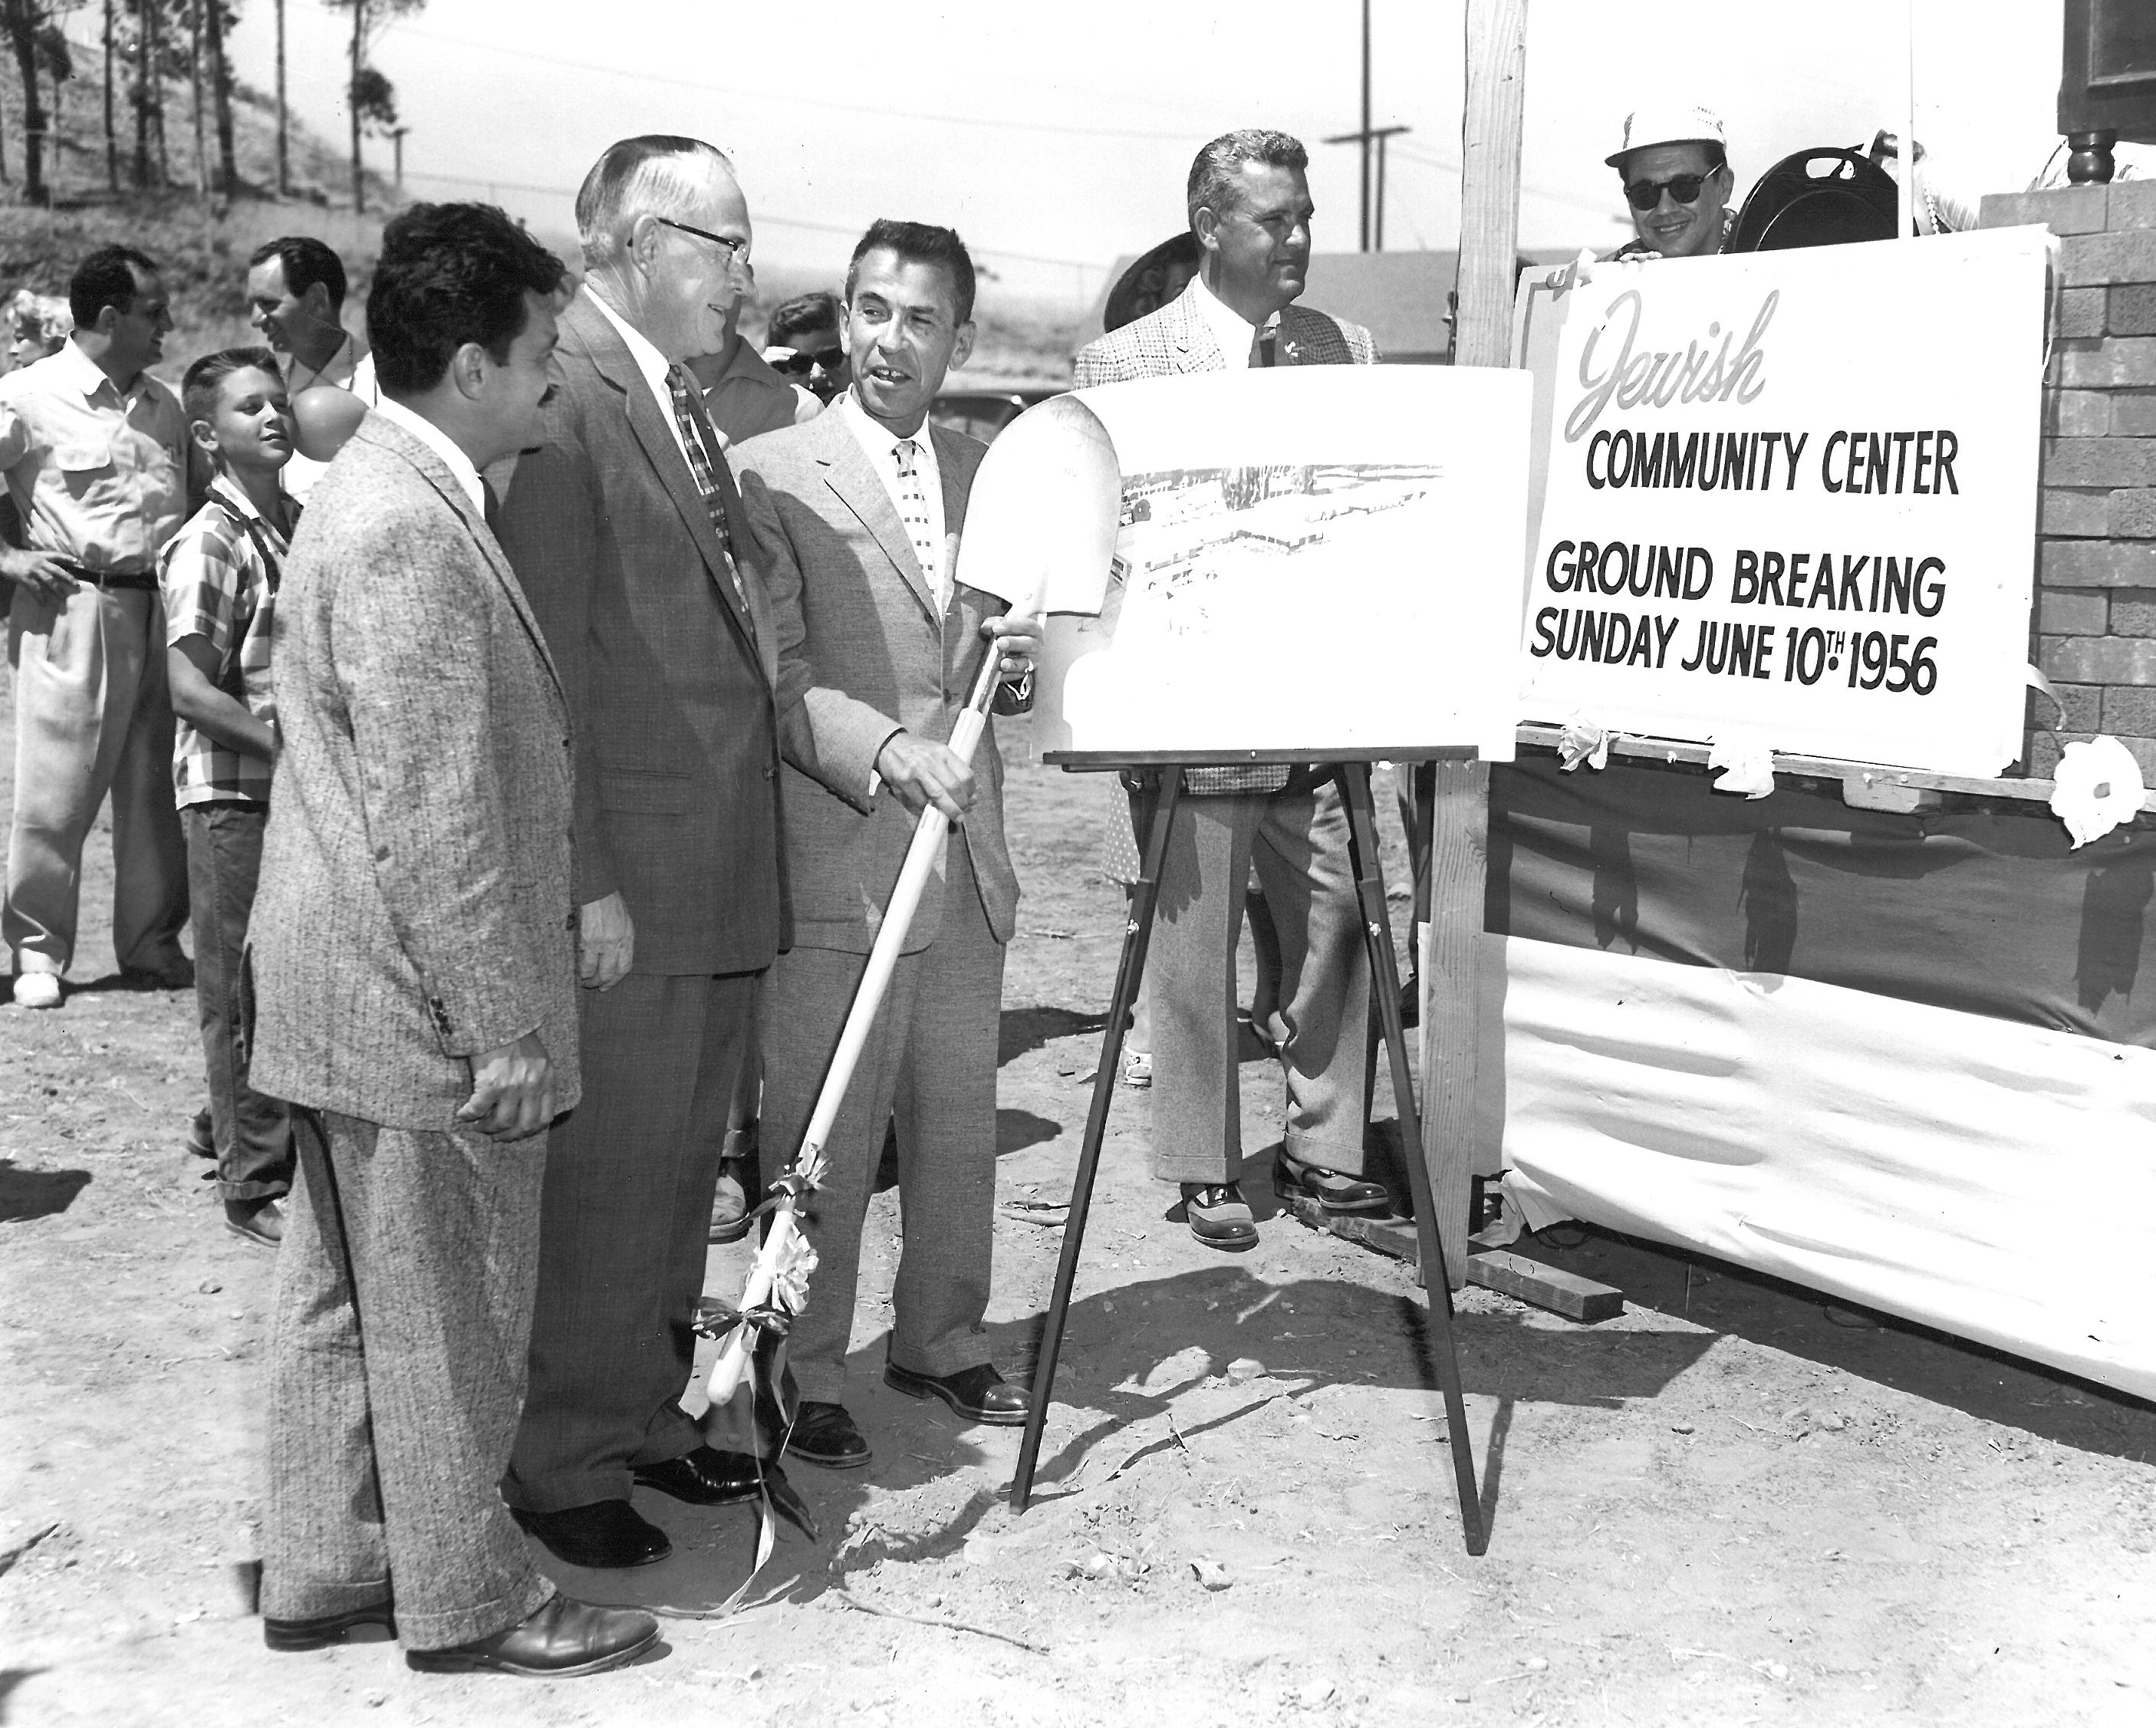 Jewish
COMMUNITY CENTER
GROUND BREAKING
SUNDAY JUNE 10TH 1956